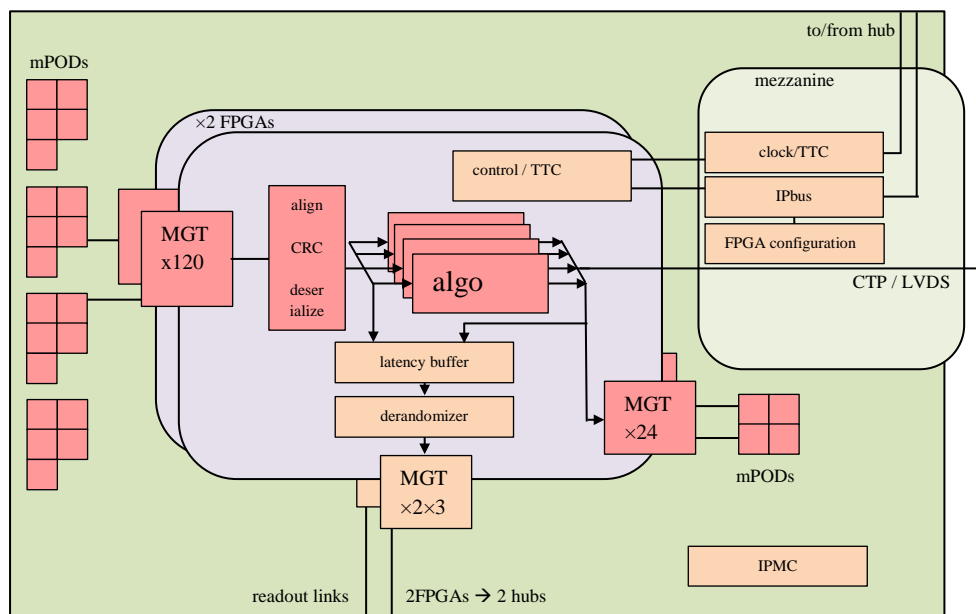 to/from hub
mPODs
mezzanine
×2 FPGAs
clock/TTC
control / TTC
IPbus
align
MGT
x120
CRC
FPGA configuration
algo
CTP / LVDS
deser
ialize
latency buffer
derandomizer
MGT
×24
mPODs
MGT
×2×3
IPMC
readout links
2FPGAs → 2 hubs